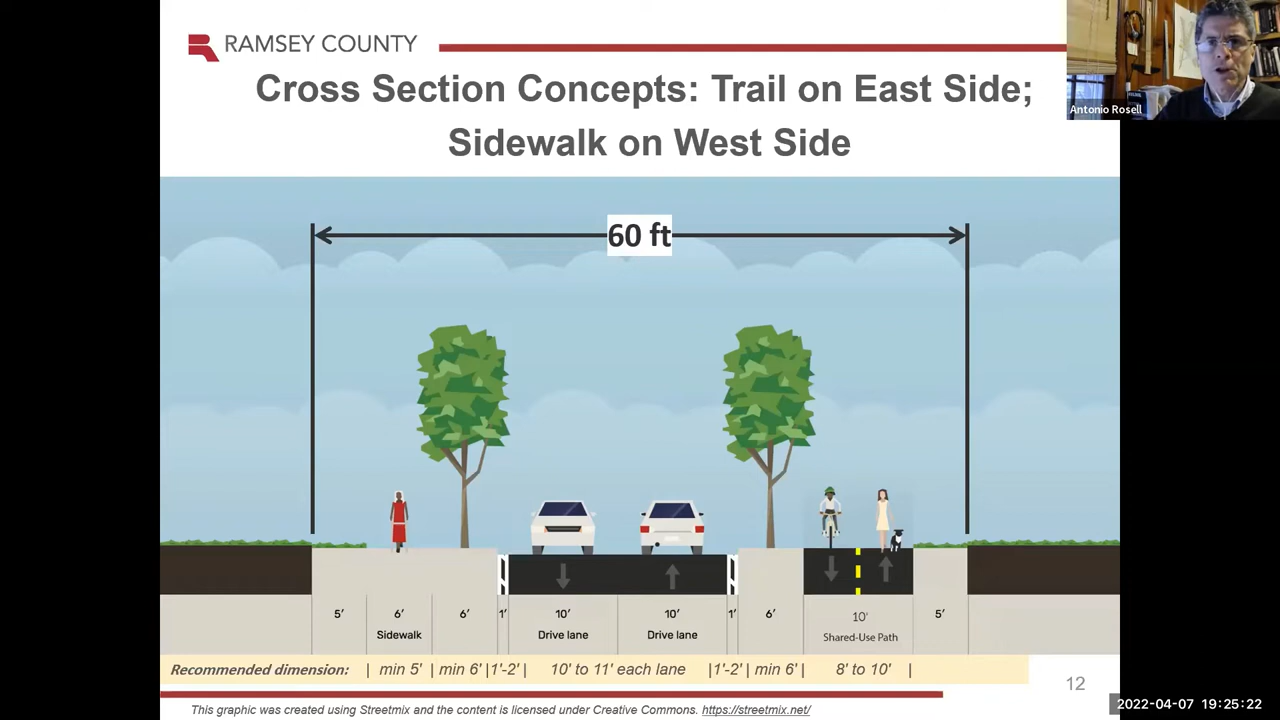 RAMSEY COUNTY
Antonio Rosell
Cross Section Concepts: Trail on East Side;
Sidewalk on West Side
60 ft
5' 6' 6' 1' 10' 10' 1' 6' 10' 5'
Sidewalk Drive lane Drive lane Shared-Use Path
Recommended dimension: | min 5' | min 6' |1'-2' | 10' to 11' each lane |1'-2' | min 6' | 8' to 10' |
12
2022-04-07 19:25:22
This graphic was created using Streetmix and the content is licensed under Creative Commons. https://streetmix.net/